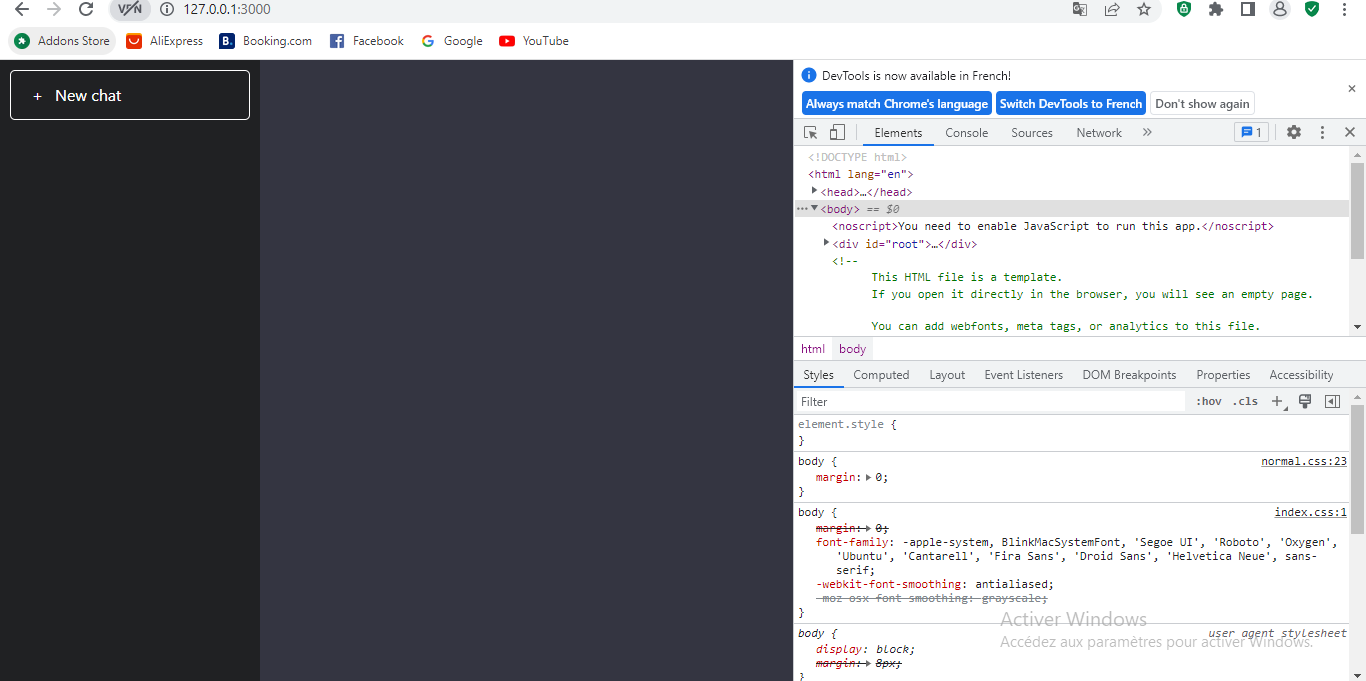 VPN 127.0.0.1:3000
Addons Store AliExpress B. Booking.com Facebook Google YouTube
+ New chat
DevTools is now available in French!
Always match Chrome's language Switch DevTools to French Don't show again
Elements Console Sources Network » 1
<!DOCTYPE html>
<html lang="en">
<head>…</head>
<body> == $0
<noscript>You need to enable JavaScript to run this app.</noscript>
<div id="root">…</div>
<!--
This HTML file is a template.
If you open it directly in the browser, you will see an empty page.
You can add webfonts, meta tags, or analytics to this file.
html body
Styles Computed Layout Event Listeners DOM Breakpoints Properties Accessibility
Filter :hov .cls +
element.style {
}
body { normal.css:23
margin: 0;
}
body { index.css:1
margin: 0;
font-family: -apple-system, BlinkMacSystemFont, 'Segoe UI', 'Roboto', 'Oxygen',
'Ubuntu', 'Cantarell', 'Fira Sans', 'Droid Sans', 'Helvetica Neue', sans-
serif;
-webkit-font-smoothing: antialiased;
-moz-osx-font-smoothing: grayscale;
}
Activer Windows
Accédez aux paramètres pour activer Windows.
body { user agent stylesheet
display: block;
margin: 8px;
}